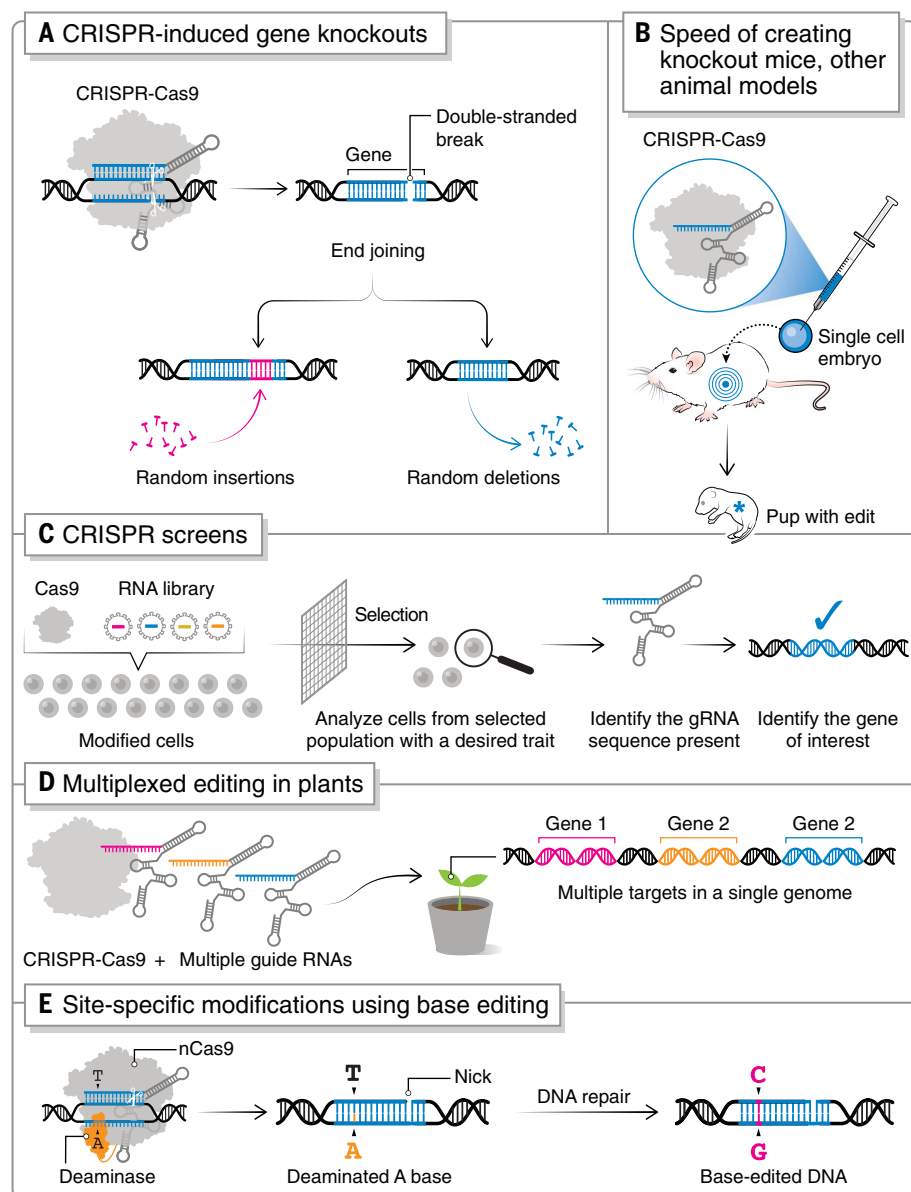 A CRISPR-induced gene knockouts
CRISPR-Cas9
Double-stranded
break
Gene
End joining
Random insertions
Random deletions
B Speed of creating
knockout mice, other
animal models
CRISPR-Cas9
Single cell
embryo
Pup with edit
C CRISPR screens
Cas9
RNA library
Selection
Modified cells
Analyze cells from selected
population with a desired trait
Identify the gRNA
sequence present
Identify the gene
of interest
D Multiplexed editing in plants
Gene 1
Gene 2
Gene 2
Multiple targets in a single genome
CRISPR-Cas9 + Multiple guide RNAs
E Site-specific modifications using base editing
nCas9
T
A
Deaminase
T
Nick
A
Deaminated A base
DNA repair
C
G
Base-edited DNA